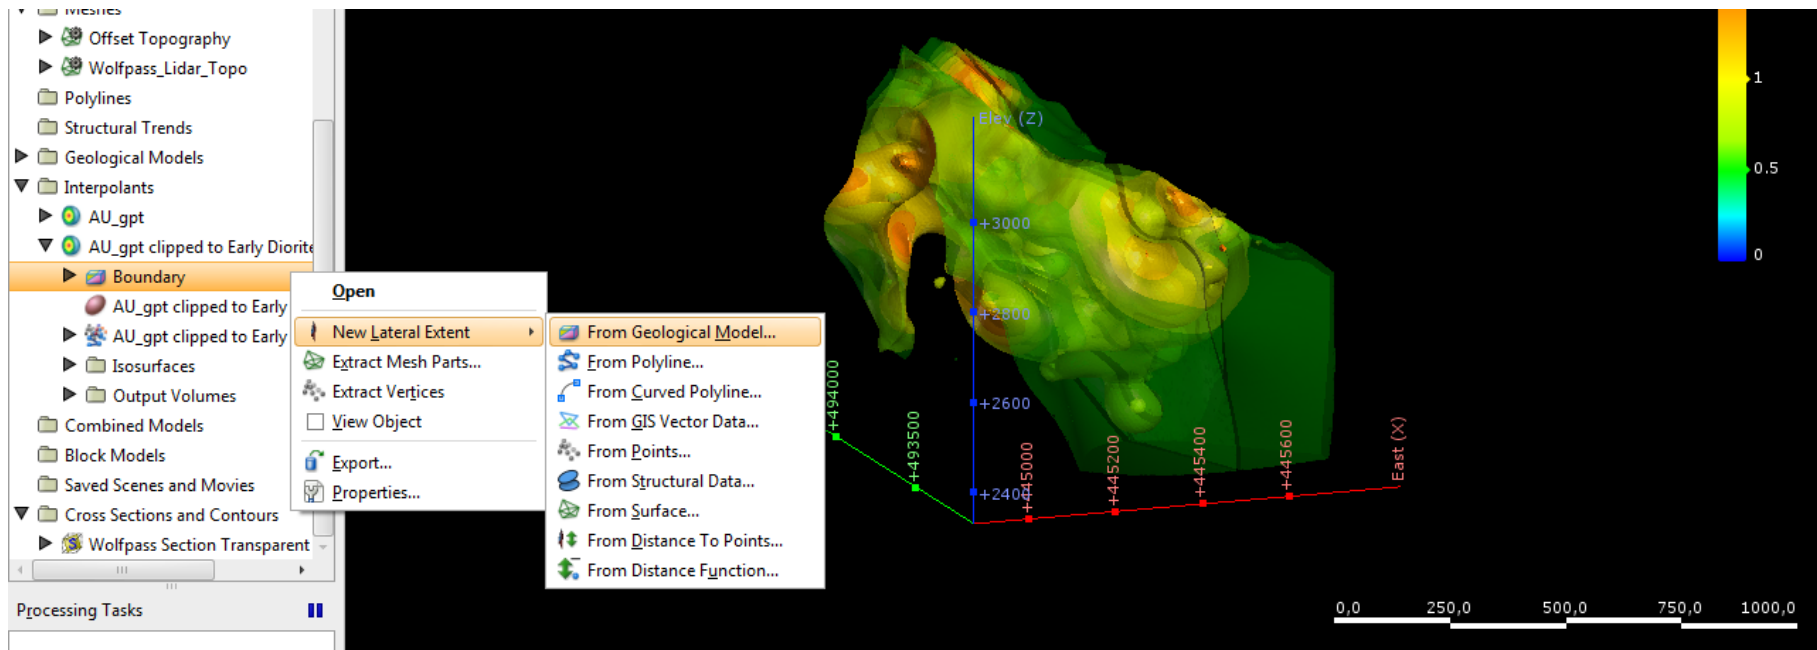 Meshes
Offset Topography
Wolfpass_Lidar_Topo
Polylines
Structural Trends
Geological Models
Interpolants
AU_gpt
AU_gpt clipped to Early Diorite
Boundary
AU_gpt clipped to Early
AU_gpt clipped to Early
Isosurfaces
Output Volumes
Combined Models
Block Models
Saved Scenes and Movies
Cross Sections and Contours
Wolfpass Section Transparent
Processing Tasks
Open
New Lateral Extent
Extract Mesh Parts...
Extract Vertices
View Object
Export...
Properties...
From Geological Model...
From Polyline...
From Curved Polyline...
From GIS Vector Data...
From Points...
From Structural Data...
From Surface...
From Distance To Points...
From Distance Function...
Elev (Z)
+3000
+2800
+2600
+2400
+494000
+493500
+445000
+445200
+445400
+445600
East (X)
1
0.5
0
0,0 250,0 500,0 750,0 1000,0